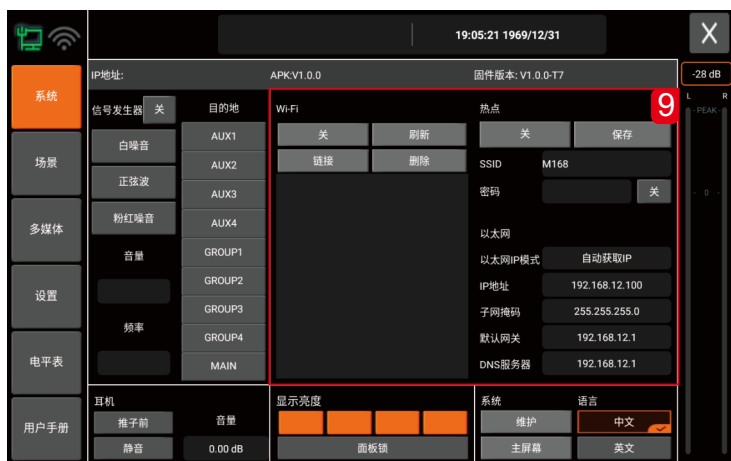 19:05:21 1969/12/31
X
IP地址:
APK:V1.0.0
固件版本: V1.0.0-T7
-28 dB
系统
场景
多媒体
设置
电平表
用户手册
信号发生器
关
目的地
白噪音
正弦波
粉红噪音
音量
频率
AUX1
AUX2
AUX3
AUX4
GROUP1
GROUP2
GROUP3
GROUP4
MAIN
Wi-Fi
关
刷新
链接
删除
热点
9
关
保存
SSID
M168
密码
关
以太网
以太网IP模式
自动获取IP
IP地址
192.168.12.100
子网掩码
255.255.255.0
默认网关
192.168.12.1
DNS服务器
192.168.12.1
L
R
- PEAK -
- 0 -
耳机
推子前
音量
静音
0.00 dB
显示亮度
面板锁
系统
维护
主屏幕
语言
中文
英文